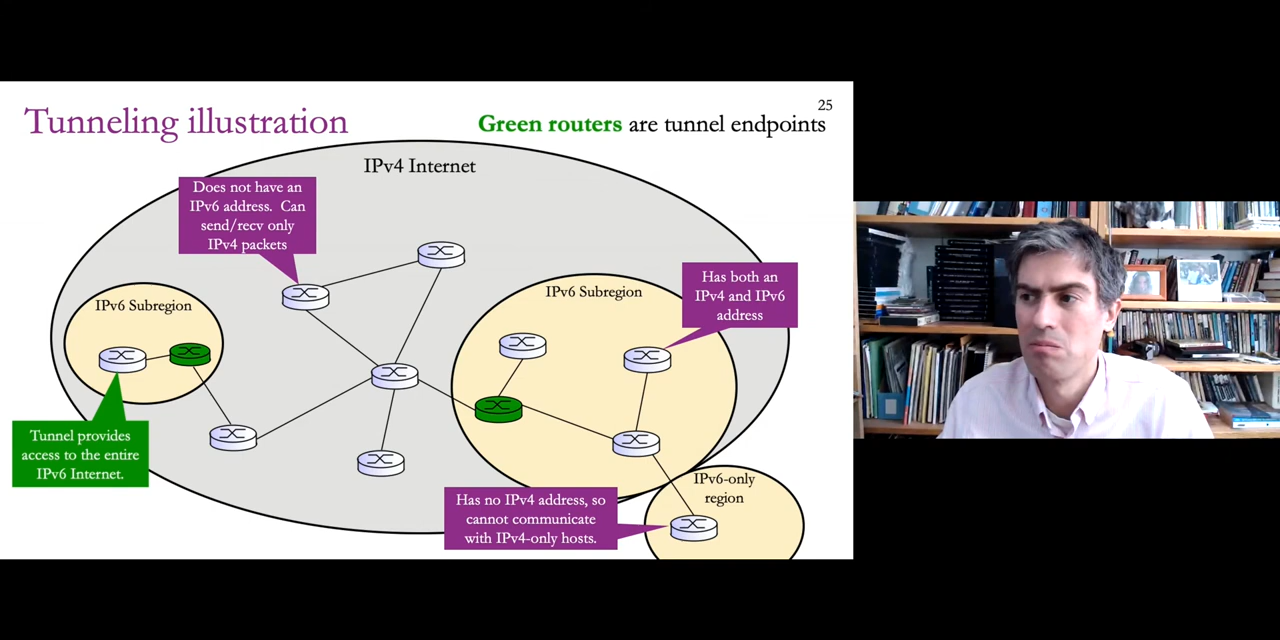 25
Tunneling illustration
Green routers are tunnel endpoints
IPv4 Internet
Does not have an
IPv6 address. Can
send/recv only
IPv4 packets
IPv6 Subregion
IPv6 Subregion
Has both an
IPv4 and IPv6
address
Tunnel provides
access to the entire
IPv6 Internet.
IPv6-only
region
Has no IPv4 address, so
cannot communicate
with IPv4-only hosts.